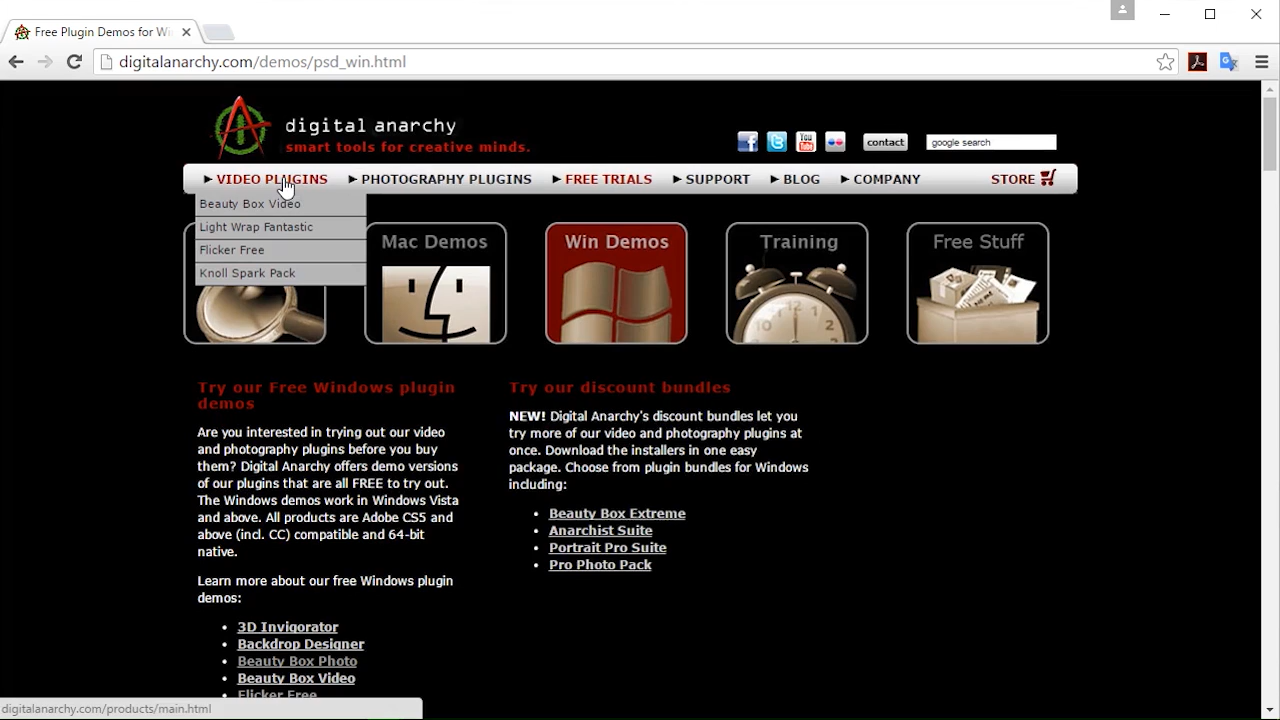 Free Plugin Demos for Wi
digitalanarchy.com/demos/psd_win.html
digital anarchy
smart tools for creative minds.
f
You
Tube
contact
google search
VIDEO PLUGINS
PHOTOGRAPHY PLUGINS
FREE TRIALS
SUPPORT
BLOG
COMPANY
STORE
Beauty Box Video
Light Wrap Fantastic
Flicker Free
Knoll Spark Pack
Mac Demos
Win Demos
Training
Free Stuff
Try our Free Windows plugin
demos
Are you interested in trying out our video
and photography plugins before you buy
them? Digital Anarchy offers demo versions
of our plugins that are all FREE to try out.
The Windows demos work in Windows Vista
and above. All products are Adobe CS5 and
above (incl. CC) compatible and 64-bit
native.
Learn more about our free Windows plugin
demos:
3D Invigorator
Backdrop Designer
Beauty Box Photo
Beauty Box Video
Flicker Free
Try our discount bundles
NEW! Digital Anarchy's discount bundles let you
try more of our video and photography plugins at
once. Download the installers in one easy
package. Choose from plugin bundles for Windows
including:
Beauty Box Extreme
Anarchist Suite
Portrait Pro Suite
Pro Photo Pack
digitalanarchy.com/products/main.html